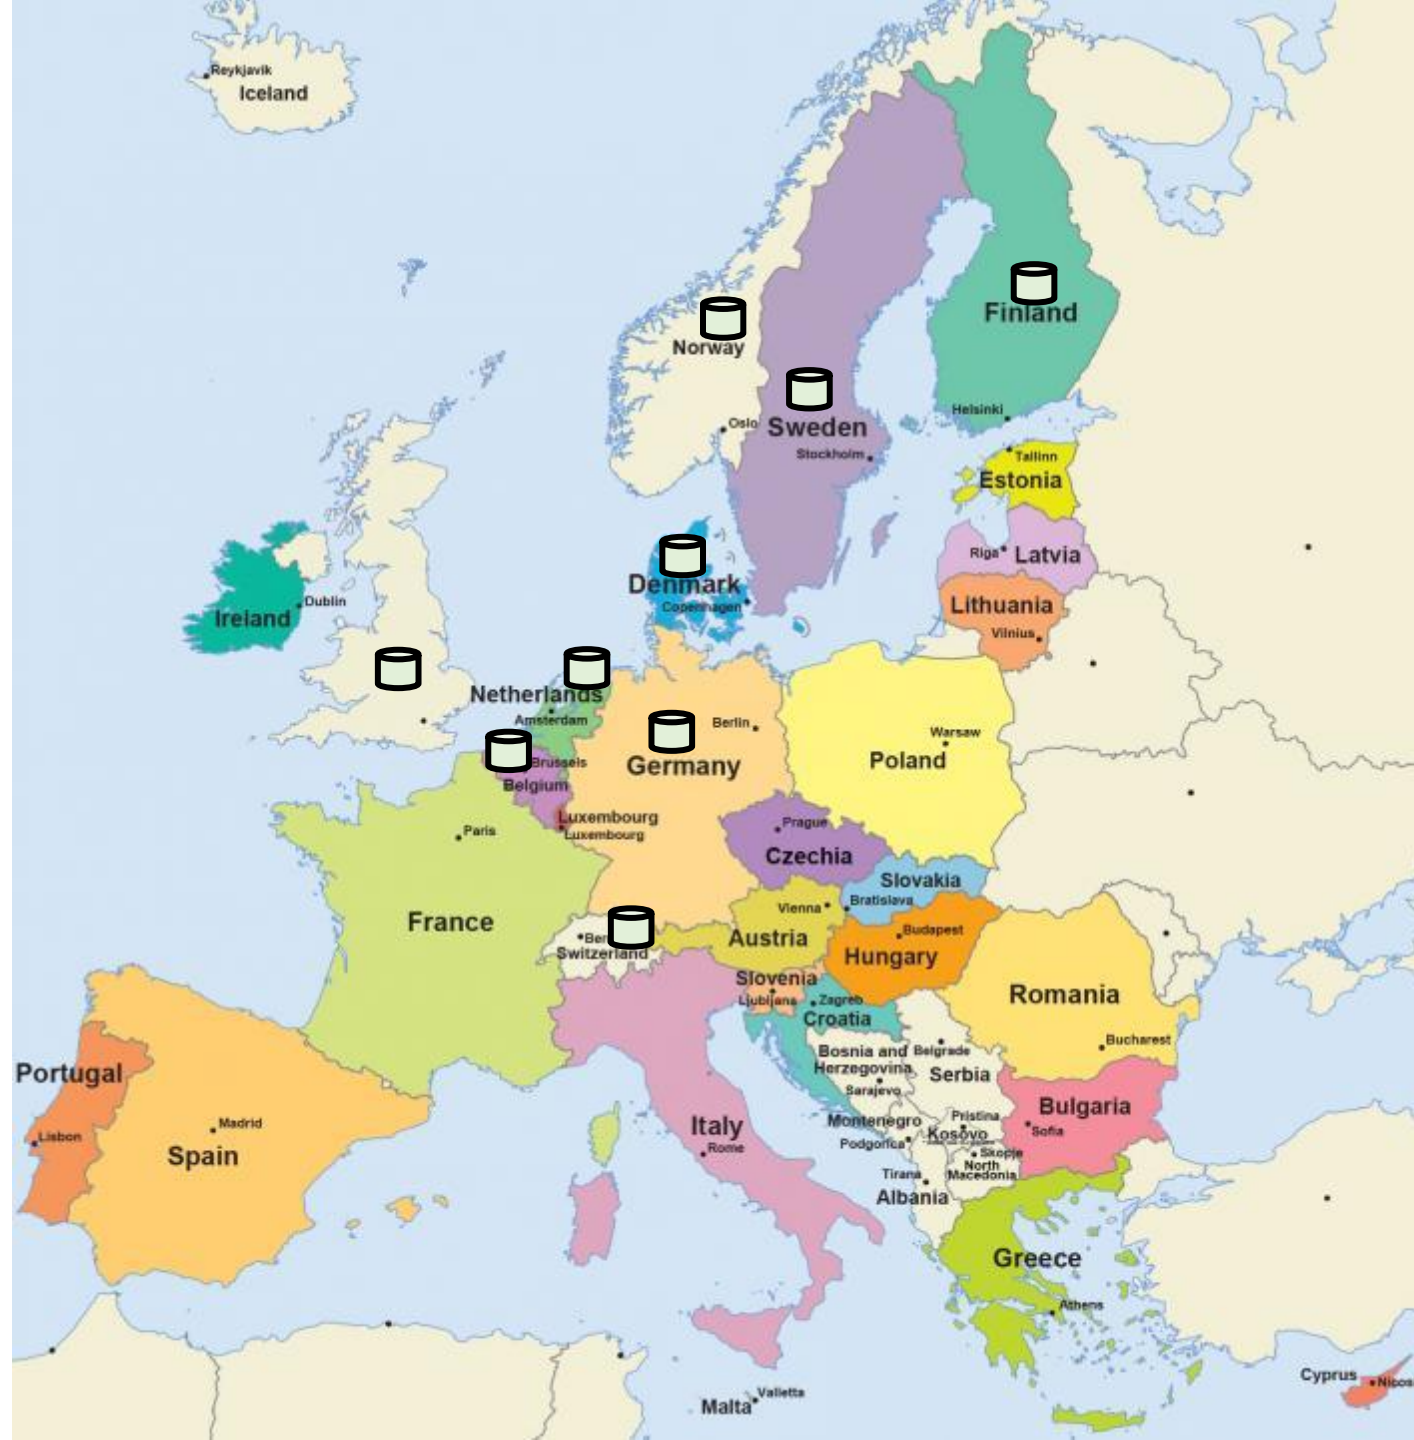 Reykjavik
Iceland
Finland
Norway
Helsinki
Oslo
Sweden
Stockholm
Tallinn
Estonia
Riga
Latvia
Denmark
Copenhagen
Lithuania
Vilnius
Dublin
Ireland
Netherlands
Amsterdam
Berlin
Germany
Warsaw
Poland
Brussels
Belgium
Luxembourg
Luxembourg
Paris
France
Prague
Czechia
Slovakia
Bratislava
Vienna
Austria
Budapest
Hungary
Ber
Switzerland
Slovenia
Ljubljana
Zagreb
Croatia
Romania
Bucharest
Bosnia and
Herzegovina
Sarajevo
Belgrade
Serbia
Portugal
Lisbon
Madrid
Spain
Italy
Rome
Montenegro
Podgorica
Pristina
Kosovo
Bulgaria
Sofia
Skopje
North
Macedonia
Tirana
Albania
Greece
Athens
Malta
Valletta
Cyprus
Nicos